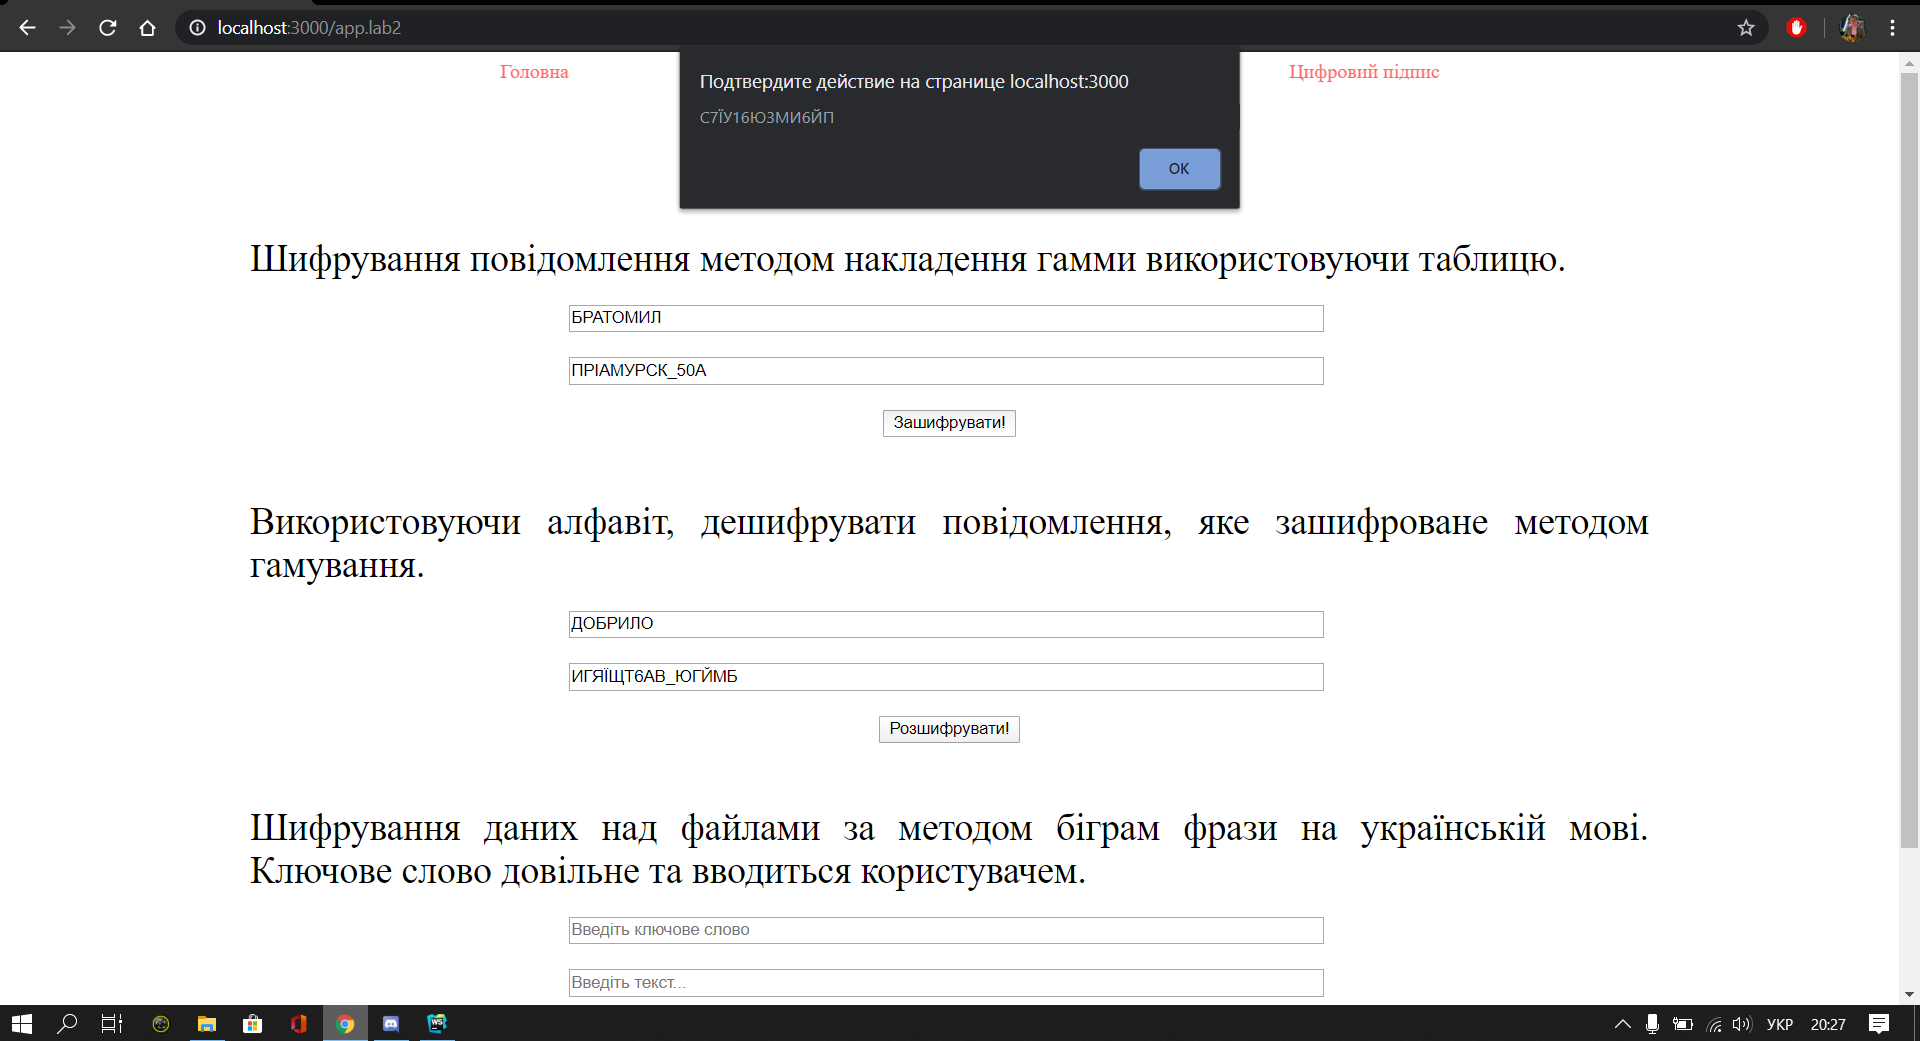 localhost:3000/app.lab2
Головна
Цифровий підпис
Подтвердите действие на странице localhost:3000
С7ЇУ16Ю3МИ6ЙП
ОК
Шифрування повідомлення методом накладення гамми використовуючи таблицю.
БРАТОМИЛ
ПРІАМУРСК_50А
Зашифрувати!
Використовуючи алфавіт, дешифрувати повідомлення, яке зашифроване методом
гамування.
ДОБРИЛО
ИГЯЇЩТ6АВ_ЮГЙМБ
Розшифрувати!
Шифрування даних над файлами за методом біграм фрази на українській мові.
Ключове слово довільне та вводиться користувачем.
Введіть ключове слово
Введіть текст...
WS
УКР
20:27